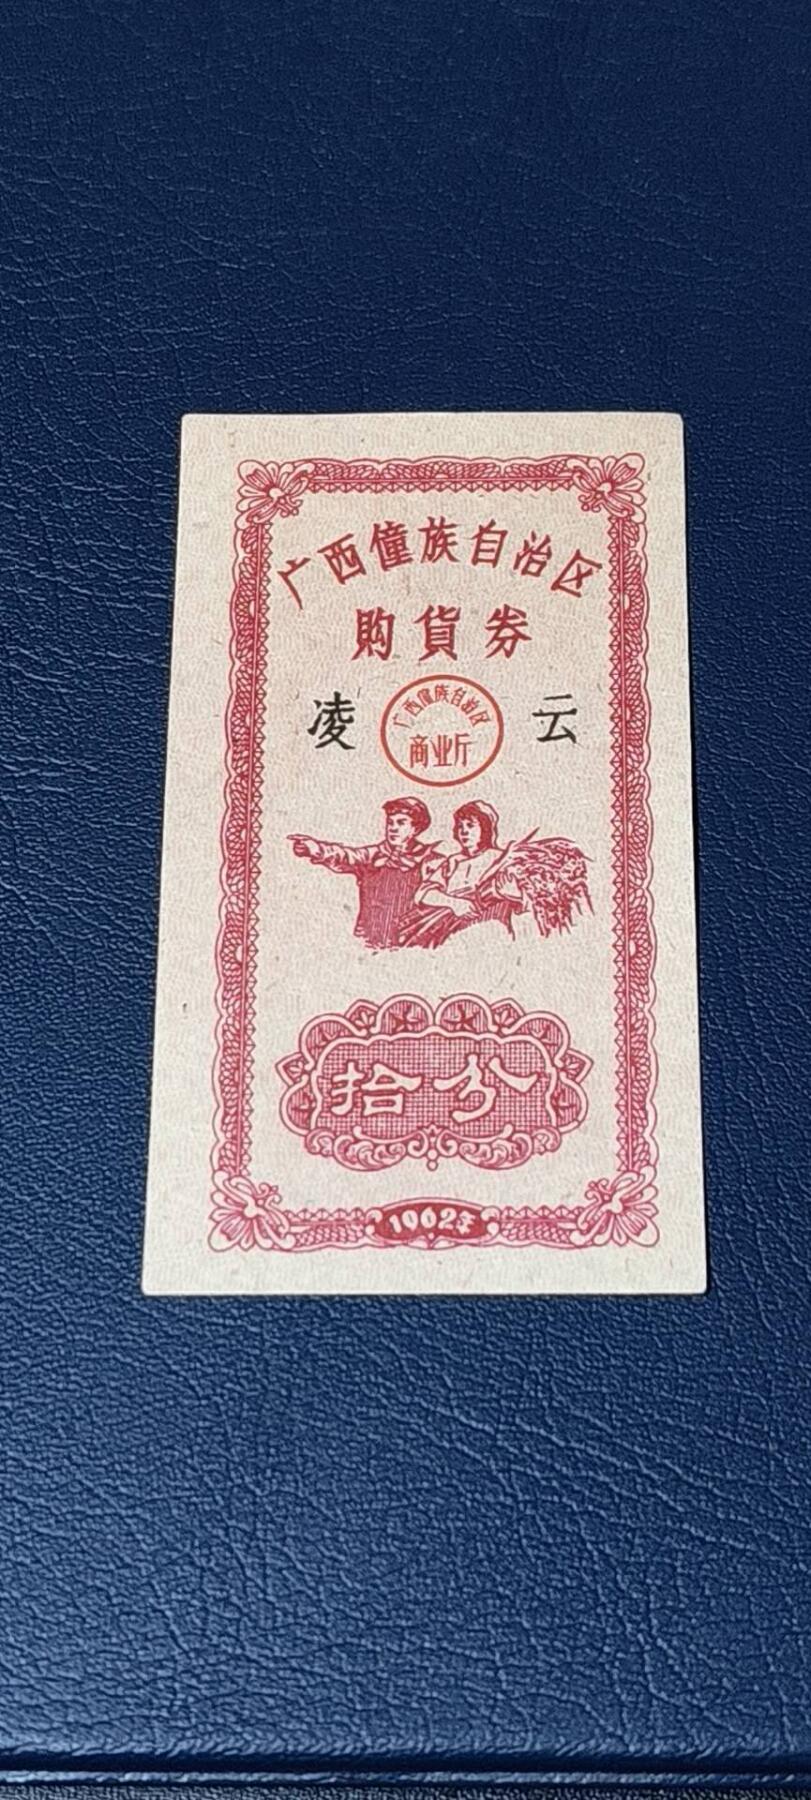 广西僮族自治区
购貨券
凌 云
广西僮族自治区
商业厅
拾分
1962年